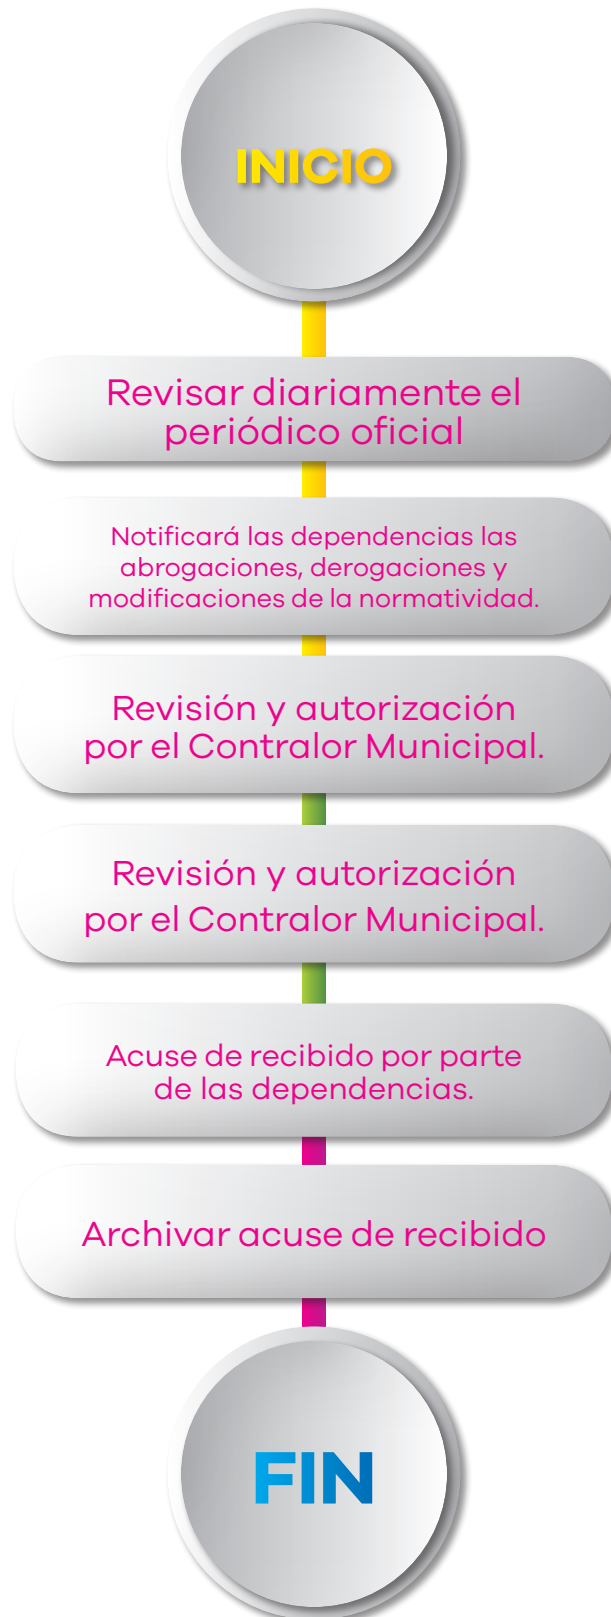 INICIO
Revisar diariamente el
periódico oficial
Notificará las dependencias las
abrogaciones, derogaciones y
modificaciones de la normatividad.
Revisión y autorización
por el Contralor Municipal.
Revisión y autorización
por el Contralor Municipal.
Acuse de recibido por parte
de las dependencias.
Archivar acuse de recibido
FIN